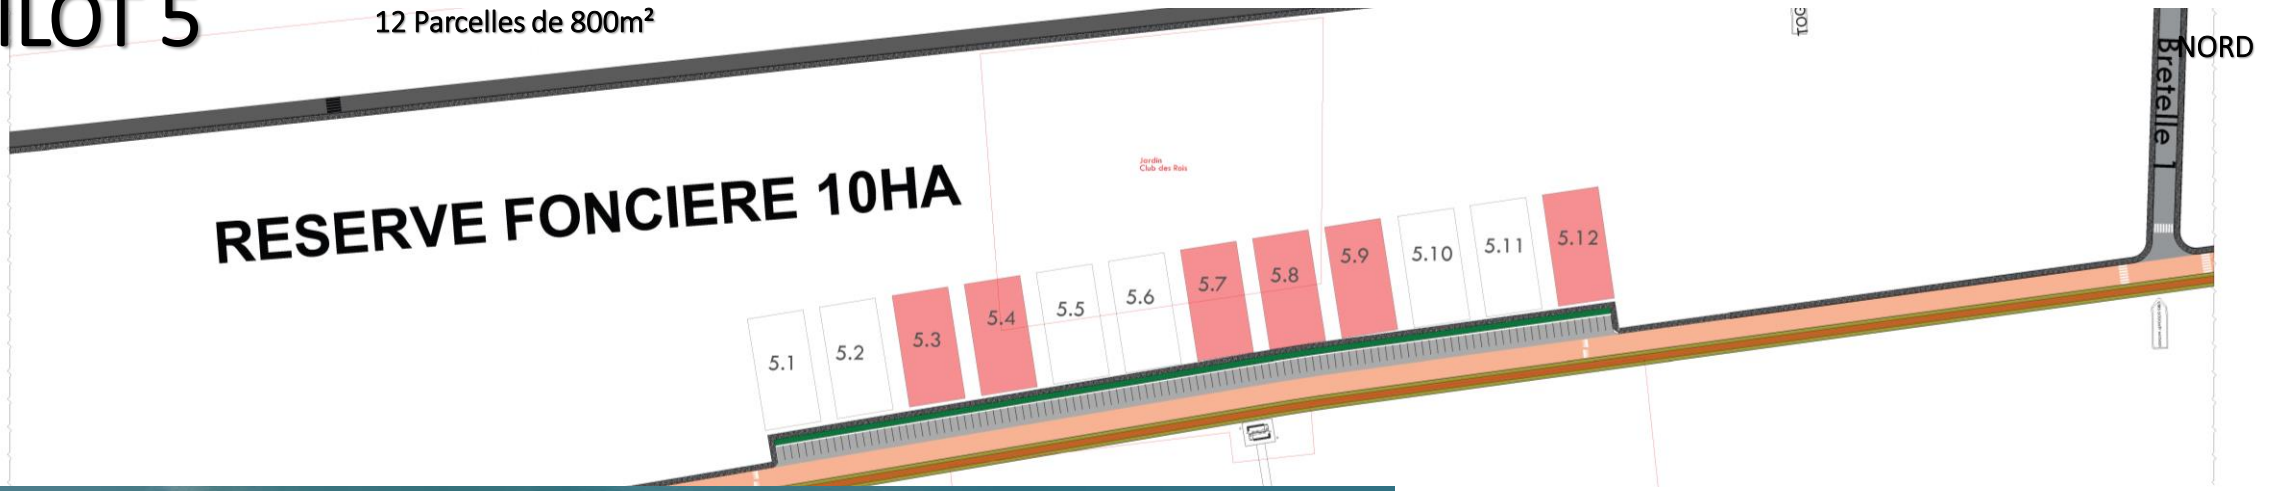 ILOT 5
12 Parcelles de 800m²
NORD
Bretelle 1
Jardin
Club des Rois
RESERVE FONCIERE 10HA
5.1
5.2
5.3
5.4
5.5
5.6
5.7
5.8
5.9
5.10
5.11
5.12